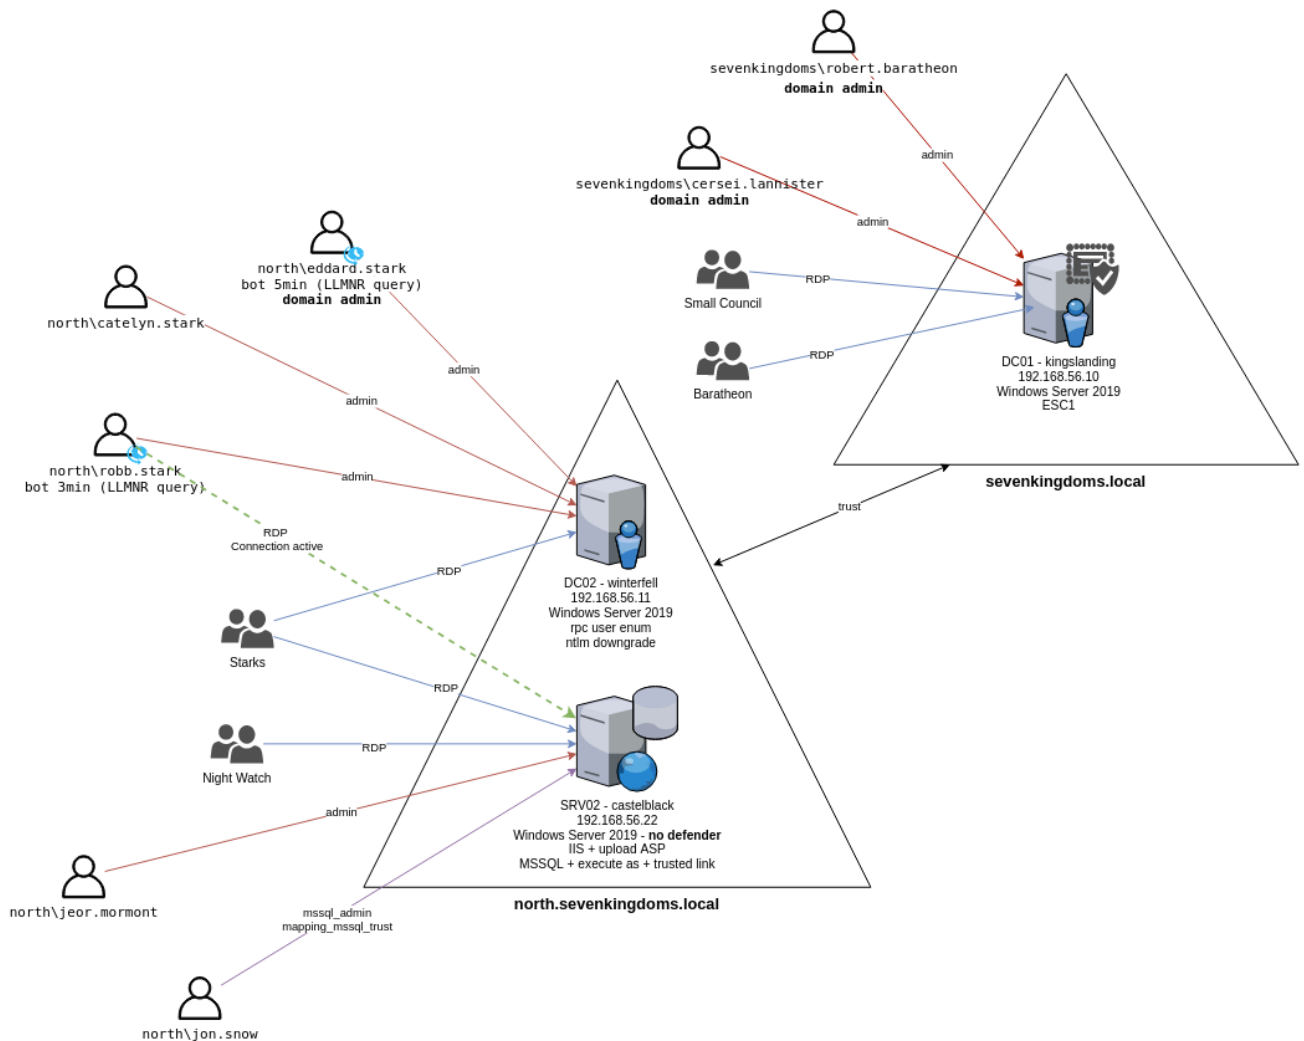 sevenkingdoms\robert.baratheon
domain admin
admin
sevenkingdoms\cersei.lannister
domain admin
admin
north\eddard.stark
bot 5min (LLMNR query)
domain admin
Small Council
RDP
north\catelyn.stark
admin
RDP
Baratheon
DC01 - kingslanding
192.168.56.10
Windows Server 2019
ESC1
admin
north\robb.stark
bot 3min (LLMNR query)
admin
sevenkingdoms.local
trust
RDP
Connection active
RDP
DC02 - winterfell
192.168.56.11
Windows Server 2019
rpc user enum
ntlm downgrade
Starks
RDP
RDP
Night Watch
admin
SRV02 - castelblack
192.168.56.22
Windows Server 2019 - no defender
IIS + upload ASP
MSSQL + execute as + trusted link
north\jeor.mormont
mssql_admin
mapping_mssql_trust
north.sevenkingdoms.local
north\jon.snow